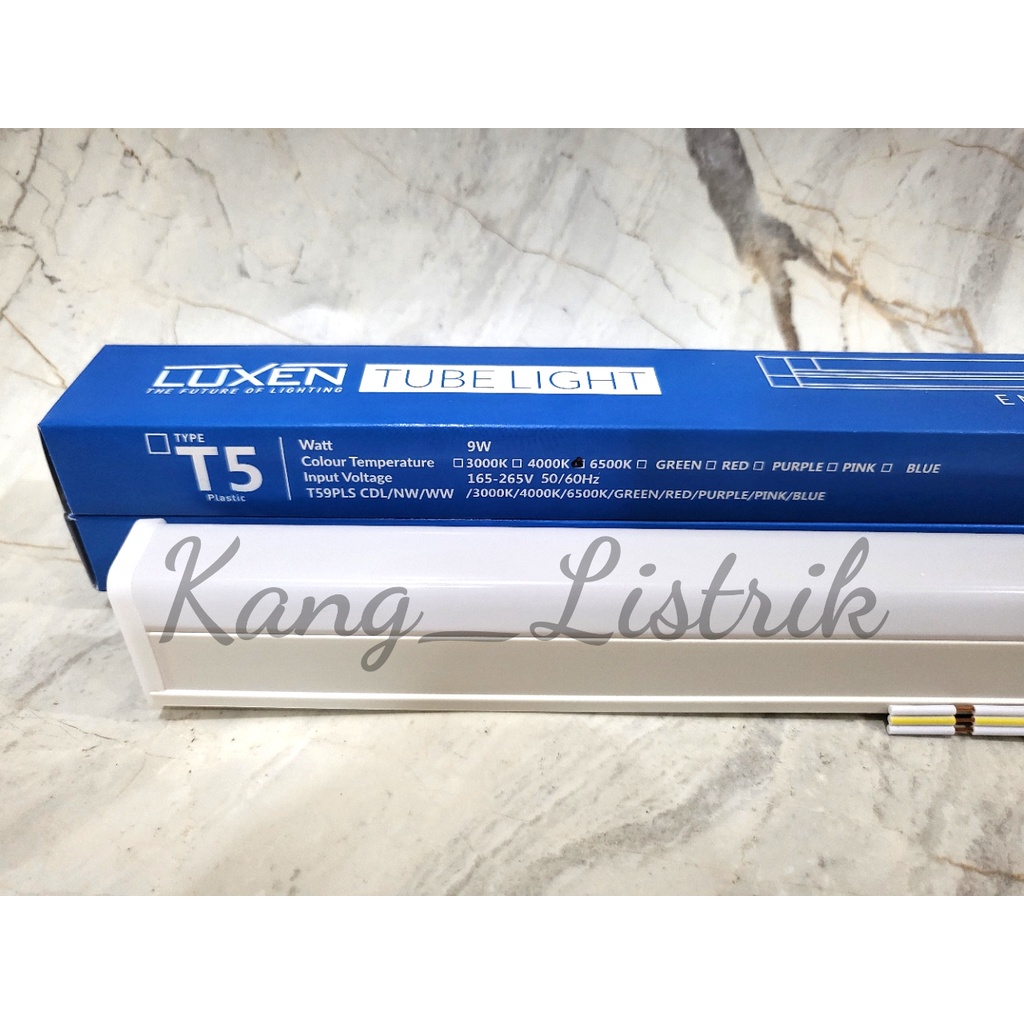 LUXEN TUBE LIGHT
THE FUTURE OF LIGHTING
TYPE
T5
Plastic
Watt 9W
Colour Temperature 3000K 4000K 6500K GREEN RED PURPLE PINK BLUE
Input Voltage 165-265V 50/60Hz
T59PLS CDL/NW/WW /3000K/4000K/6500K/GREEN/RED/PURPLE/PINK/BLUE
Kang_Listrik